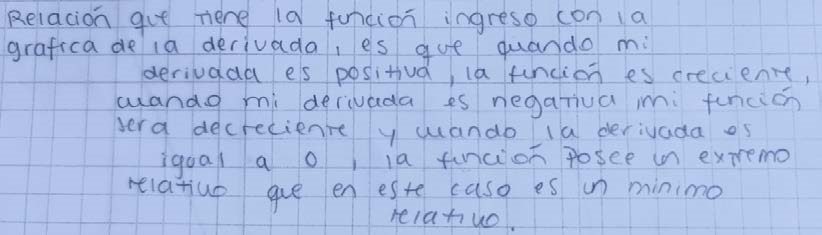 Relación que tiene la función ingreso con la
grafica de la derivada, es que quando mi
derivada es positiva, la función es creciente,
cuando mi derivada es negativa mi función
sera decreciente y cuando la derivada es
igual a 0, la función posee un extremo
relativo que en este caso es un minimo
relativo.